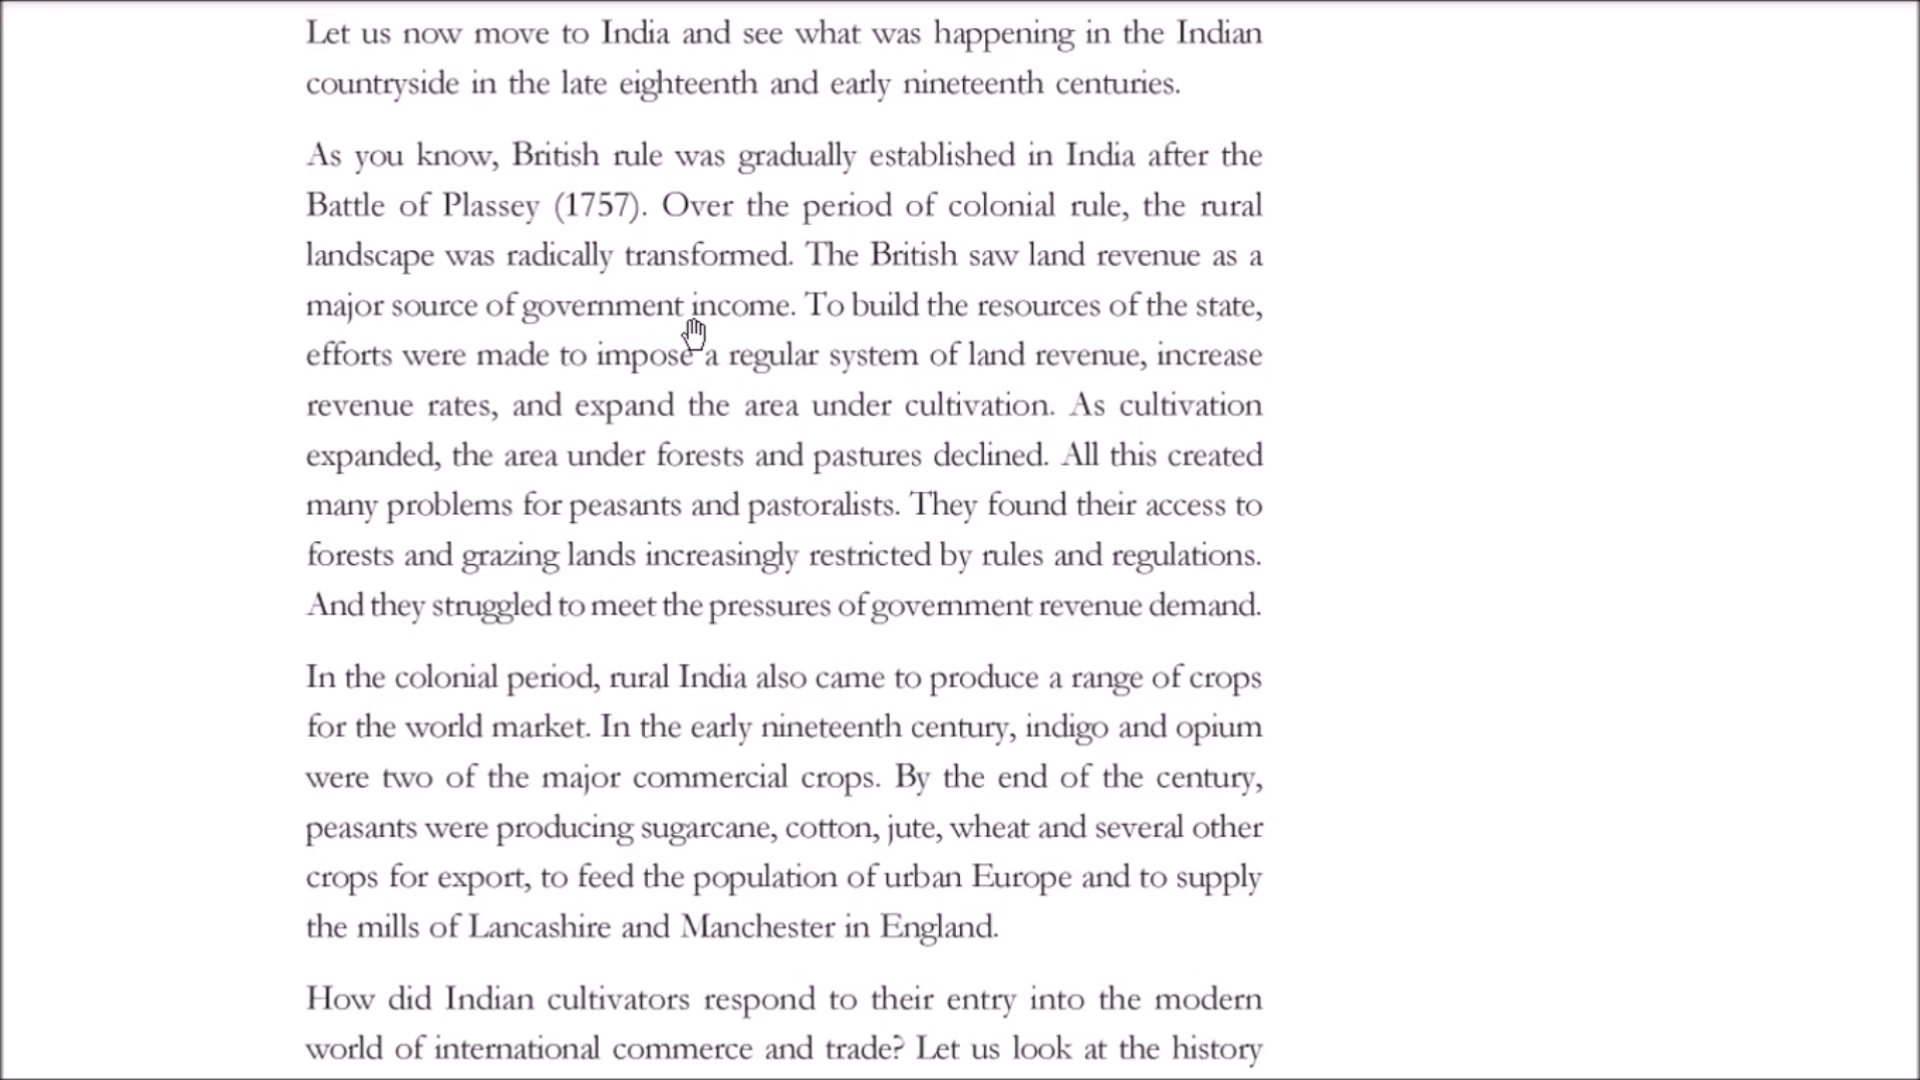 Let us now move to India and see what was happening in the Indian
countryside in the late eighteenth and early nineteenth centuries.
As you know, British rule was gradually established in India after the
Battle of Plassey (1757). Over the period of colonial rule, the rural
landscape was radically transformed. The British saw land revenue as a
major source of government income. To build the resources of the state,
efforts were made to impose a regular system of land revenue, increase
revenue rates, and expand the area under cultivation. As cultivation
expanded, the area under forests and pastures declined. All this created
many problems for peasants and pastoralists. They found their access to
forests and grazing lands increasingly restricted by rules and regulations.
And they struggled to meet the pressures of government revenue demand.
In the colonial period, rural India also came to produce a range of crops
for the world market. In the early nineteenth century, indigo and opium
were two of the major commercial crops. By the end of the century,
peasants were producing sugarcane, cotton, jute, wheat and several other
crops for export, to feed the population of urban Europe and to supply
the mills of Lancashire and Manchester in England.
How did Indian cultivators respond to their entry into the modern
world of international commerce and trade? Let us look at the history